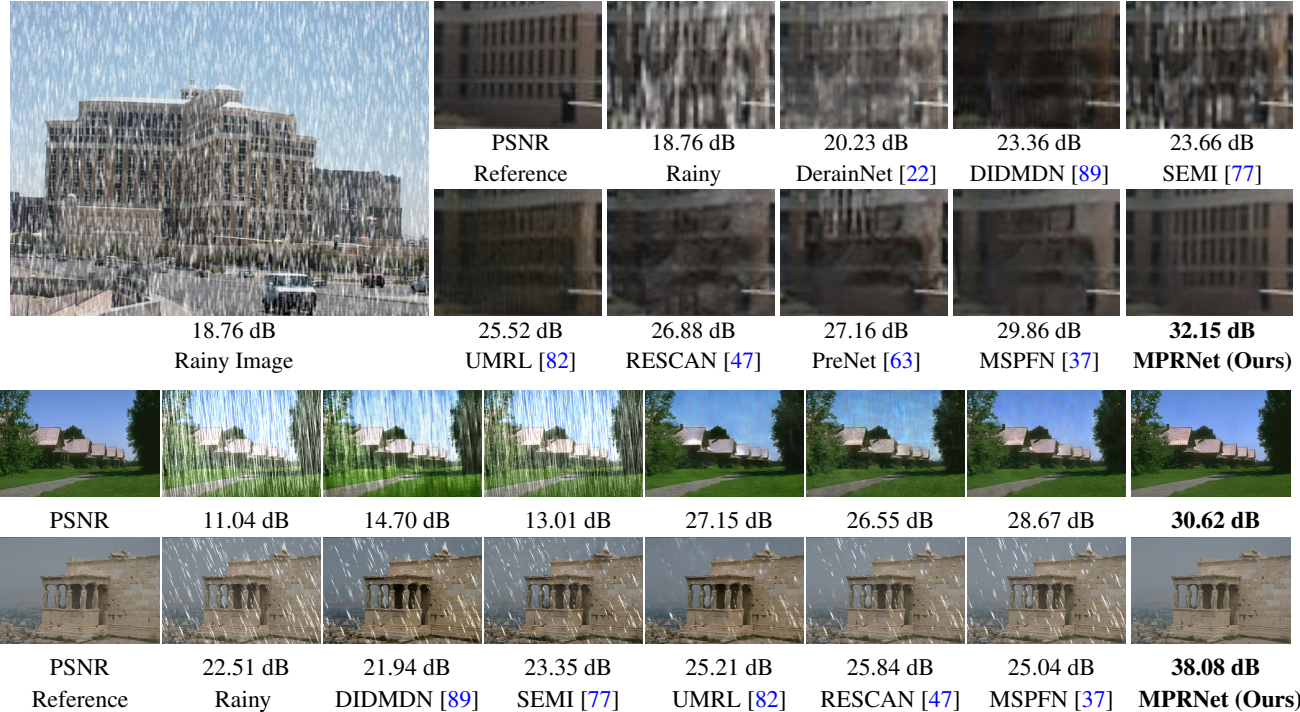 PSNR 18.76 dB 20.23 dB 23.36 dB 23.66 dB
Reference Rainy DerainNet [22] DIDMDN [89] SEMI [77]
18.76 dB 25.52 dB 26.88 dB 27.16 dB 29.86 dB 32.15 dB
Rainy Image UMRL [82] RESCAN [47] PreNet [63] MSPFN [37] MPRNet (Ours)
PSNR 11.04 dB 14.70 dB 13.01 dB 27.15 dB 26.55 dB 28.67 dB 30.62 dB
PSNR 22.51 dB 21.94 dB 23.35 dB 25.21 dB 25.84 dB 25.04 dB 38.08 dB
Reference Rainy DIDMDN [89] SEMI [77] UMRL [82] RESCAN [47] MSPFN [37] MPRNet (Ours)